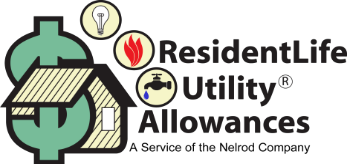 ResidentLife
Utility®
Allowances
A Service of the Nelrod Company